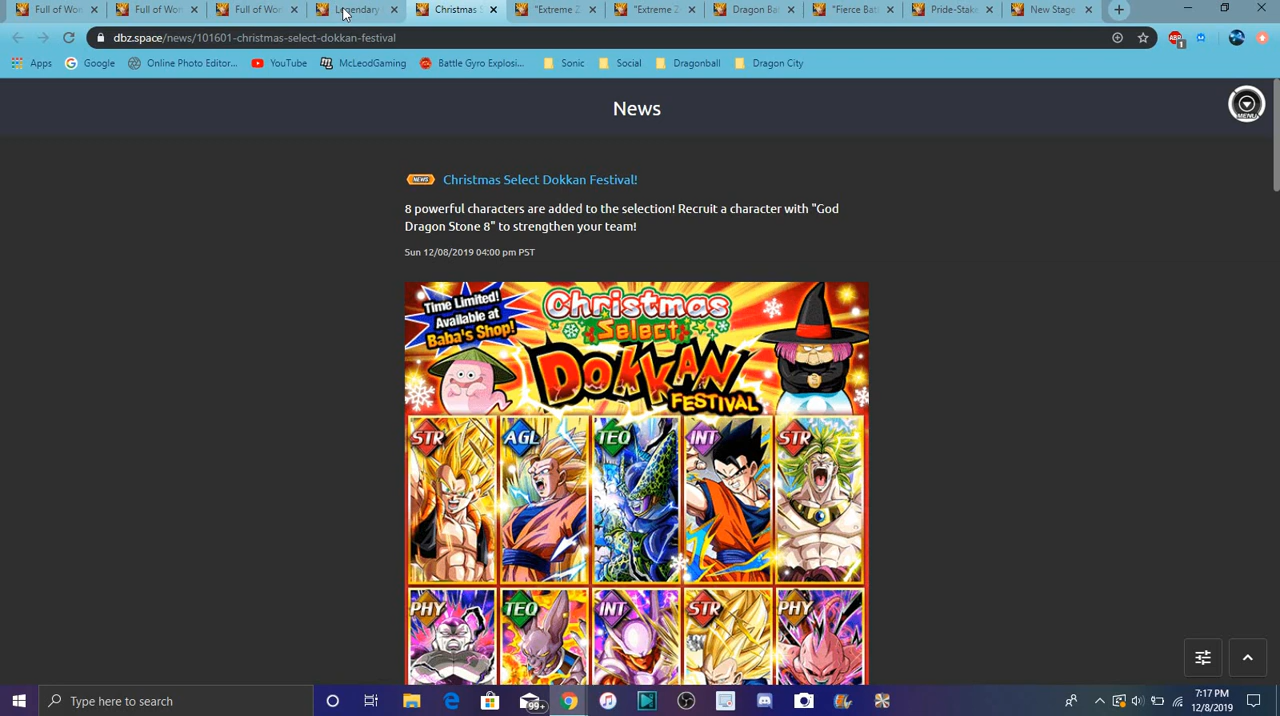 Full of Wo
Full of Wo
Full of Wo
Legendary
Christmas S
"Extreme Z
"Extreme Z
Dragon Ba
"Fierce Bat
Pride-Stake
New Stage
dbz.space/news/101601-christmas-select-dokkan-festival
ABP
1
Apps
Google
Online Photo Editor...
YouTube
McLeodGaming
Battle Gyro Explosi...
Sonic
Social
Dragonball
Dragon City
News
MENU
NEWS
Christmas Select Dokkan Festival!
8 powerful characters are added to the selection! Recruit a character with "God
Dragon Stone 8" to strengthen your team!
Sun 12/08/2019 04:00 pm PST
Time Limited!
Available at
Baba's Shop!
Christmas
Select
DOKKAN
FESTIVAL
STR
AGL
TEQ
INT
STR
PHY
TEQ
INT
STR
PHY
Type here to search
99+
7:17 PM
12/8/2019